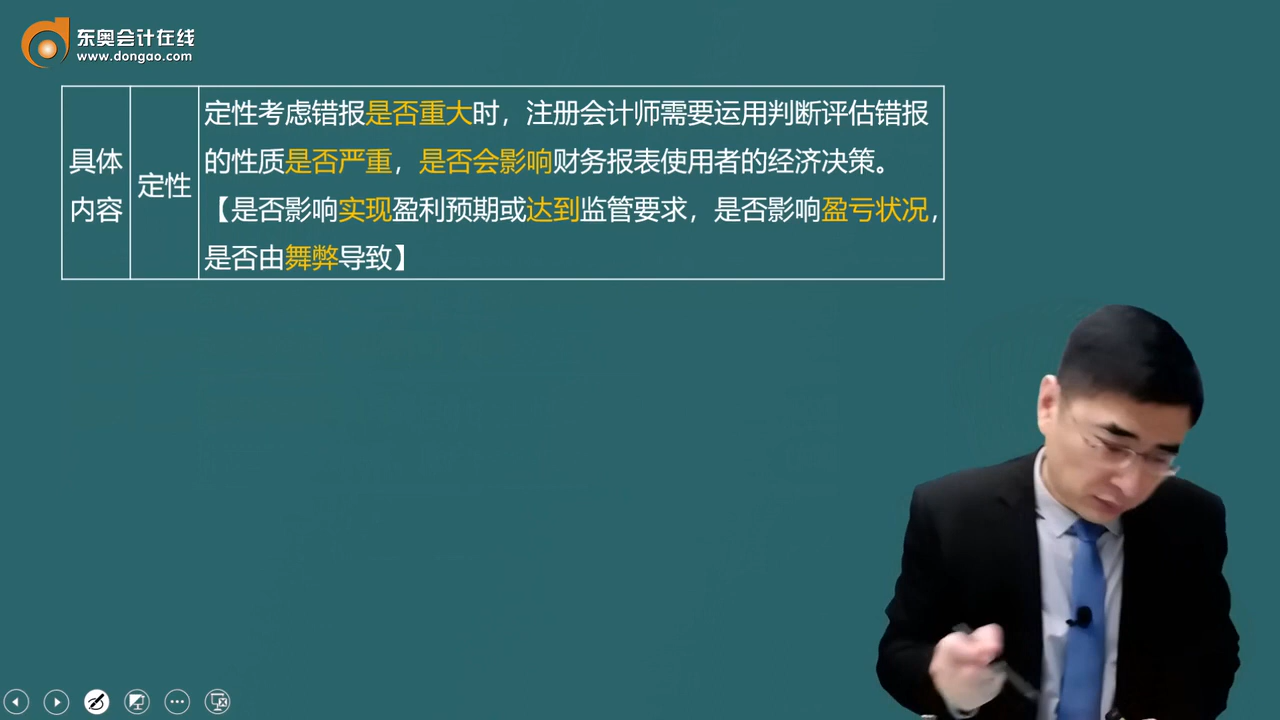 东奥会计在线
www.dongao.com
具体
内容
定性
定性考虑错报是否重大时，注册会计师需要运用判断评估错报
的性质是否严重，是否会影响财务报表使用者的经济决策。
【是否影响实现盈利预期或达到监管要求，是否影响盈亏状况，
是否由舞弊导致】